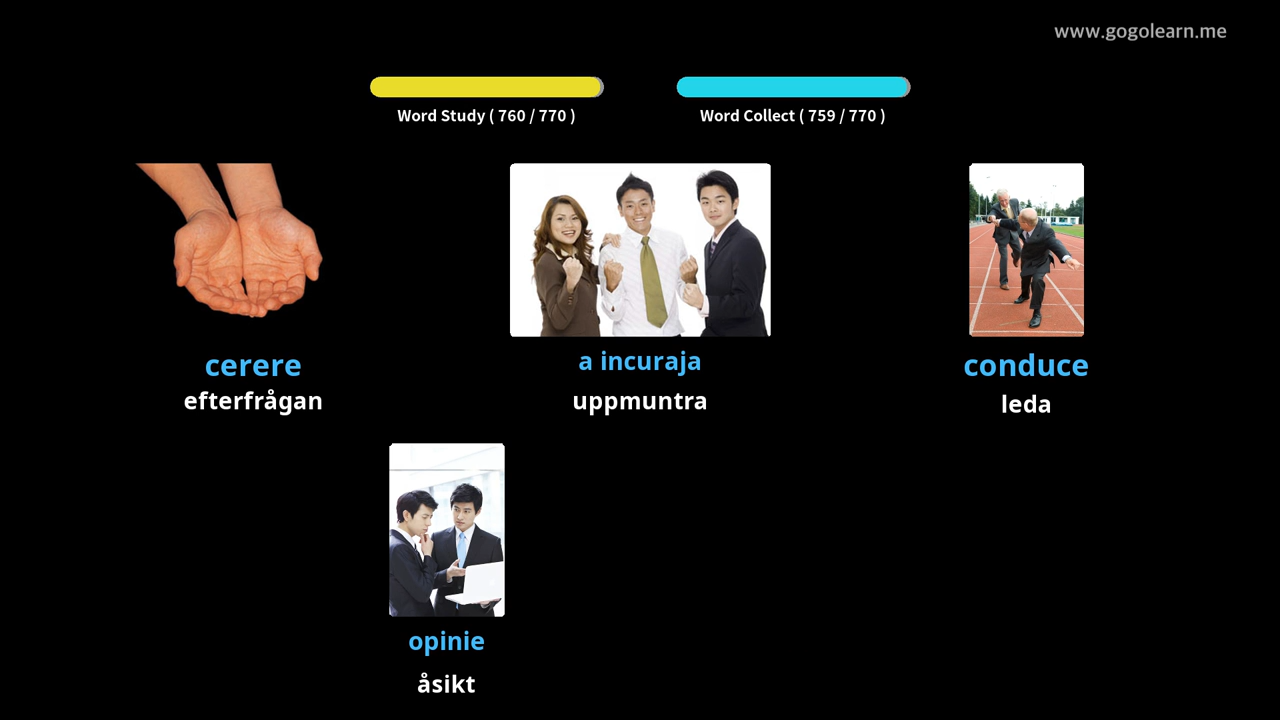 www.gogolearn.me
Word Study ( 760 / 770 )
Word Collect ( 759 / 770 )
cerere
efterfrågan
a incuraja
uppmuntra
conduce
leda
opinie
åsikt